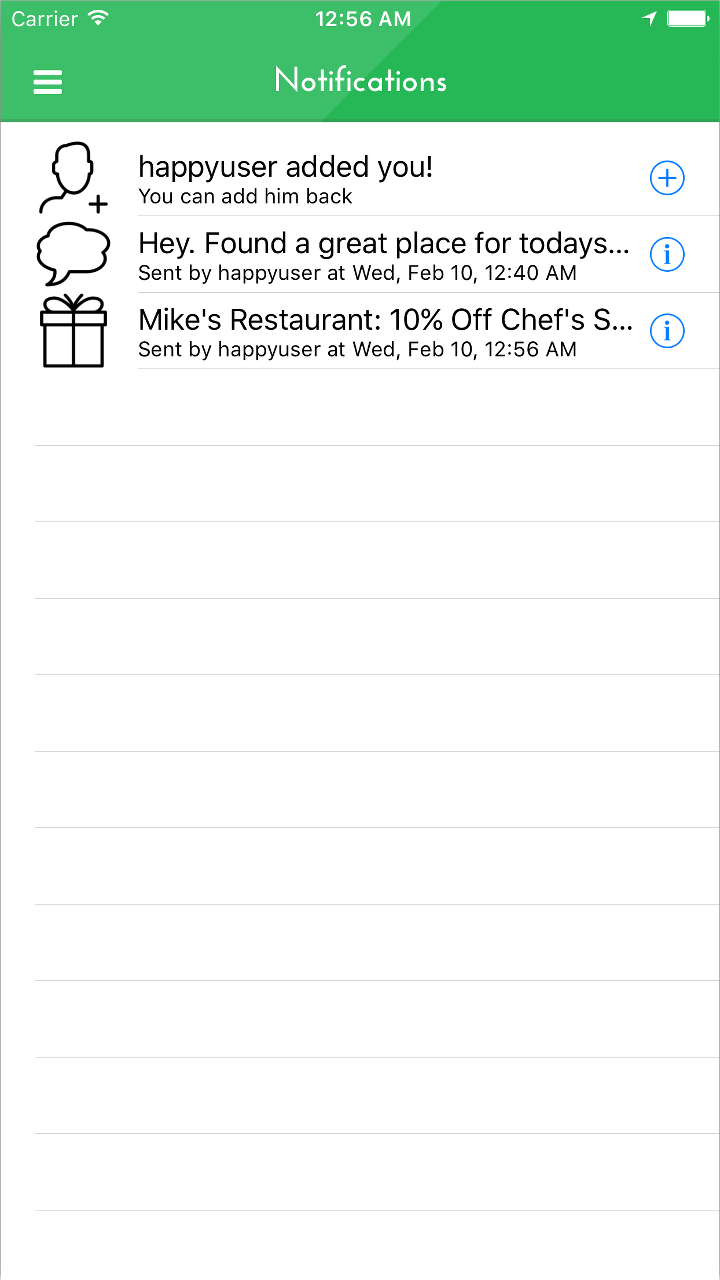 Carrier 12:56 AM
Notifications
happyuser added you!
You can add him back
Hey. Found a great place for todays...
Sent by happyuser at Wed, Feb 10, 12:40 AM
Mike's Restaurant: 10% Off Chef's S...
Sent by happyuser at Wed, Feb 10, 12:56 AM